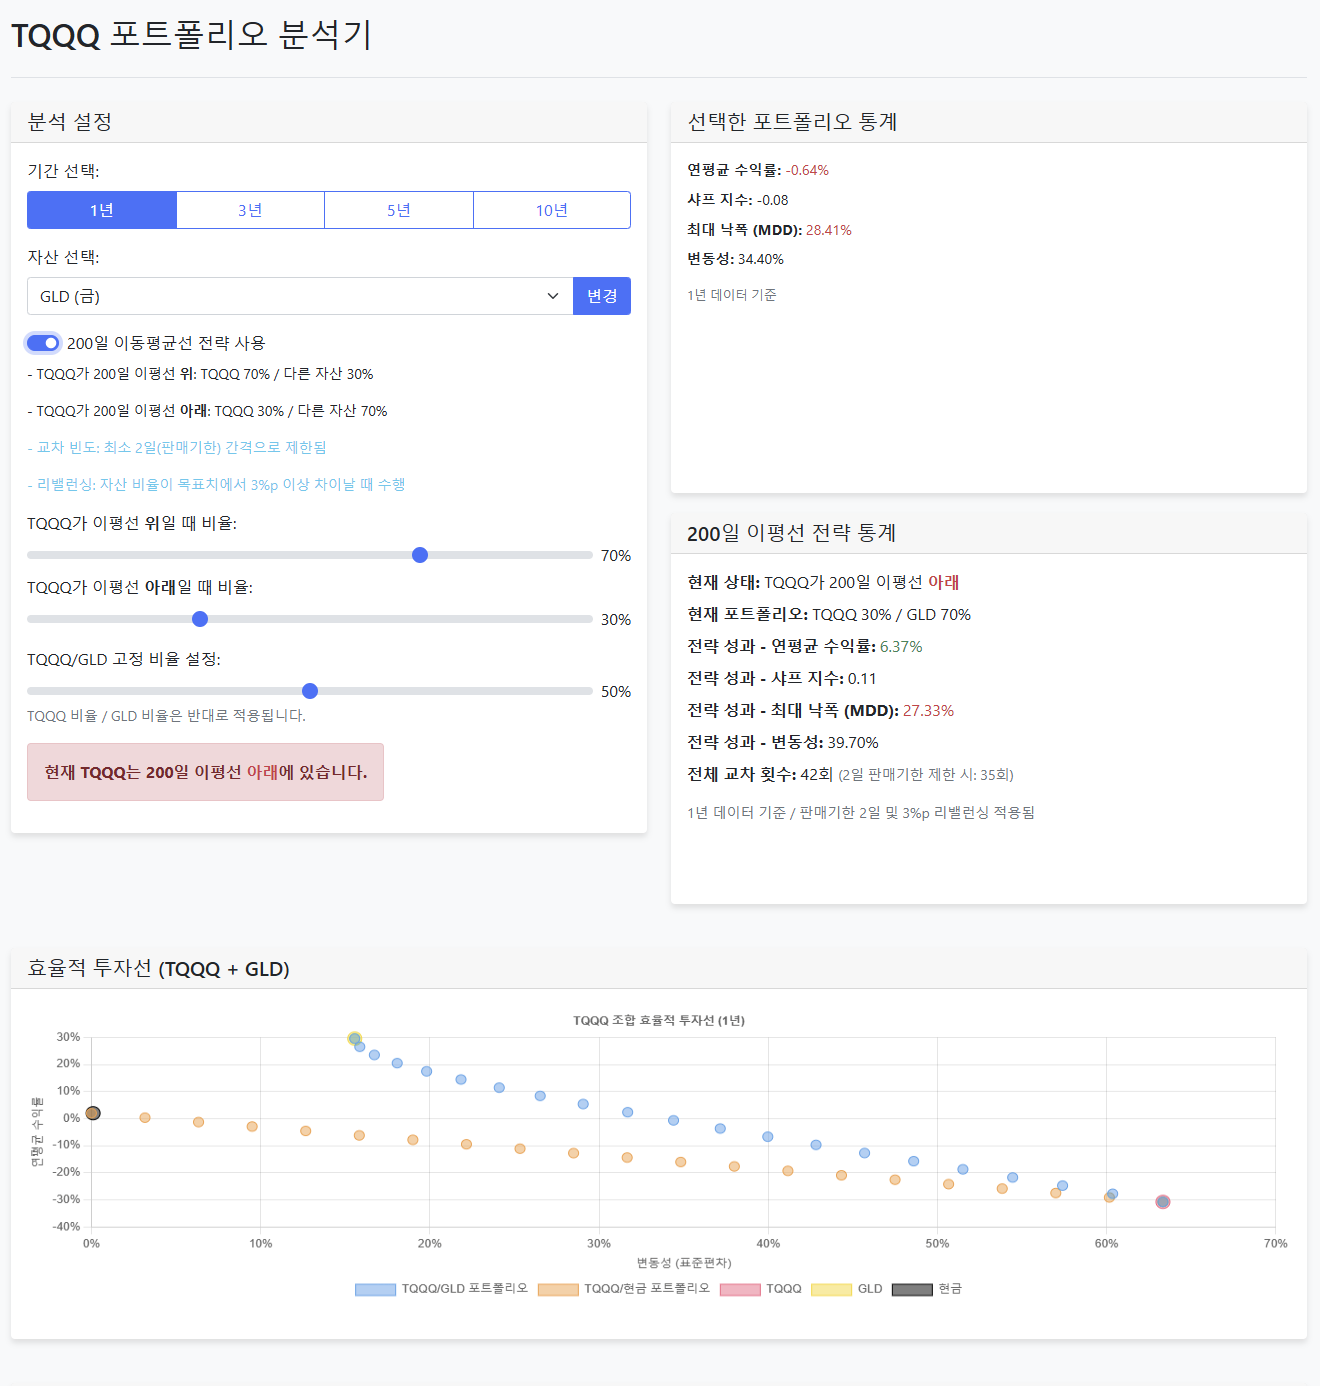 TQQQ 포트폴리오 분석기
분석 설정
기간 선택:
1년 3년 5년 10년
자산 선택:
GLD (금) 변경
200일 이동평균선 전략 사용
- TQQQ가 200일 이평선 위: TQQQ 70% / 다른 자산 30%
- TQQQ가 200일 이평선 아래: TQQQ 30% / 다른 자산 70%
- 교차 빈도: 최소 2일(판매기한) 간격으로 제한됨
- 리밸런싱: 자산 비율이 목표치에서 3%p 이상 차이날 때 수행
TQQQ가 이평선 위일 때 비율:
70%
TQQQ가 이평선 아래일 때 비율:
30%
TQQQ/GLD 고정 비율 설정:
50%
TQQQ 비율 / GLD 비율은 반대로 적용됩니다.
현재 TQQQ는 200일 이평선 아래에 있습니다.
선택한 포트폴리오 통계
연평균 수익률: -0.64%
샤프 지수: -0.08
최대 낙폭 (MDD): 28.41%
변동성: 34.40%
1년 데이터 기준
200일 이평선 전략 통계
현재 상태: TQQQ가 200일 이평선 아래
현재 포트폴리오: TQQQ 30% / GLD 70%
전략 성과 - 연평균 수익률: 6.37%
전략 성과 - 샤프 지수: 0.11
전략 성과 - 최대 낙폭 (MDD): 27.33%
전략 성과 - 변동성: 39.70%
전체 교차 횟수: 42회 (2일 판매기한 제한 시: 35회)
1년 데이터 기준 / 판매기한 2일 및 3%p 리밸런싱 적용됨
효율적 투자선 (TQQQ + GLD)
TQQQ 조합 효율적 투자선 (1년)
연평균 수익률
30%
20%
10%
0%
-10%
-20%
-30%
-40%
0% 10% 20% 30% 40% 50% 60% 70%
변동성 (표준편차)
TQQQ/GLD 포트폴리오 TQQQ/현금 포트폴리오 TQQQ GLD 현금